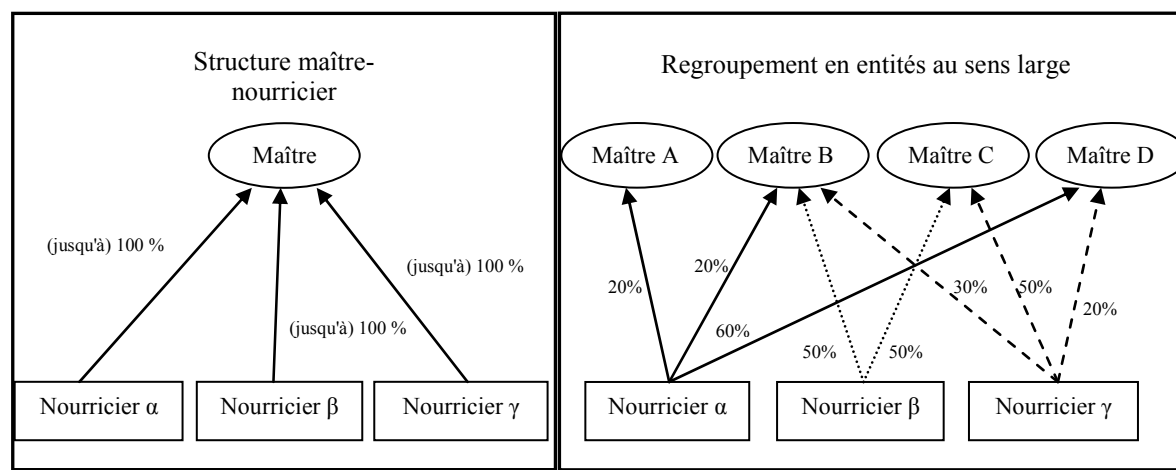 Structure maître-
nourricier
Maître
(jusqu'à) 100 %
(jusqu'à) 100 %
(jusqu'à) 100 %
Nourricier α
Nourricier β
Nourricier γ
Regroupement en entités au sens large
Maître A
Maître B
Maître C
Maître D
20%
20%
60%
50%
50%
30%
50%
20%
Nourricier α
Nourricier β
Nourricier γ